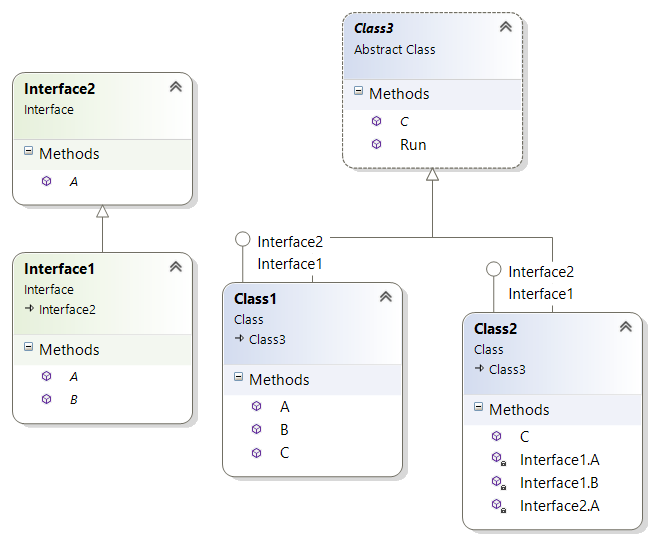 Class3
Abstract Class
Methods
C
Run
Interface2
Interface
Methods
A
Interface1
Interface
Interface2
Methods
A
B
Interface2
Interface1
Class1
Class
Class3
Methods
A
B
C
Interface2
Interface1
Class2
Class
Class3
Methods
C
Interface1.A
Interface1.B
Interface2.A